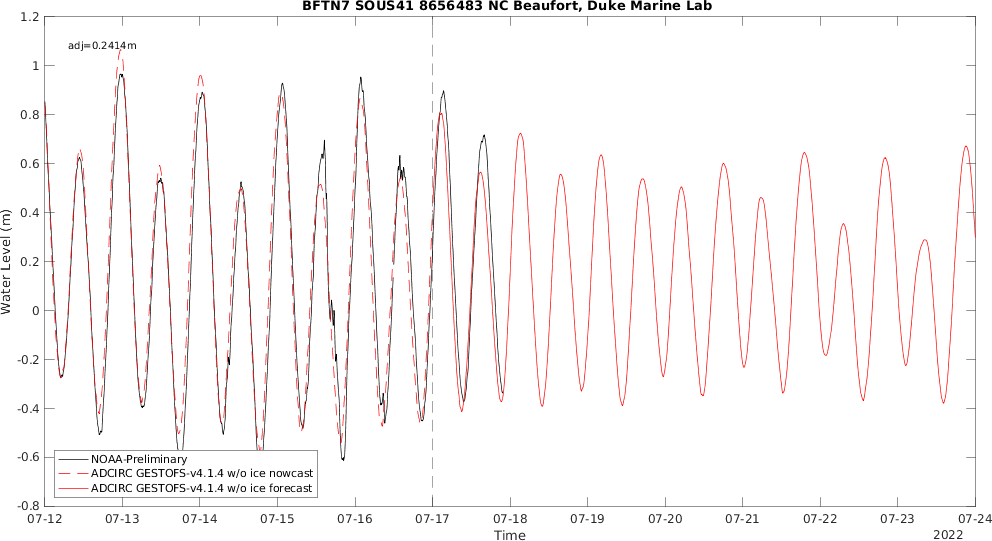 BFTN7 SOUS41 8656483 NC Beaufort, Duke Marine Lab
adj=0.2414m
1.2
1
0.8
0.6
0.4
0.2
0
-0.2
-0.4
-0.6
-0.8
Water Level (m)
NOAA-Preliminary
ADCIRC GESTOFS-v4.1.4 w/o ice nowcast
ADCIRC GESTOFS-v4.1.4 w/o ice forecast
07-12 07-13 07-14 07-15 07-16 07-17 07-18 07-19 07-20 07-21 07-22 07-23 07-24
Time
2022